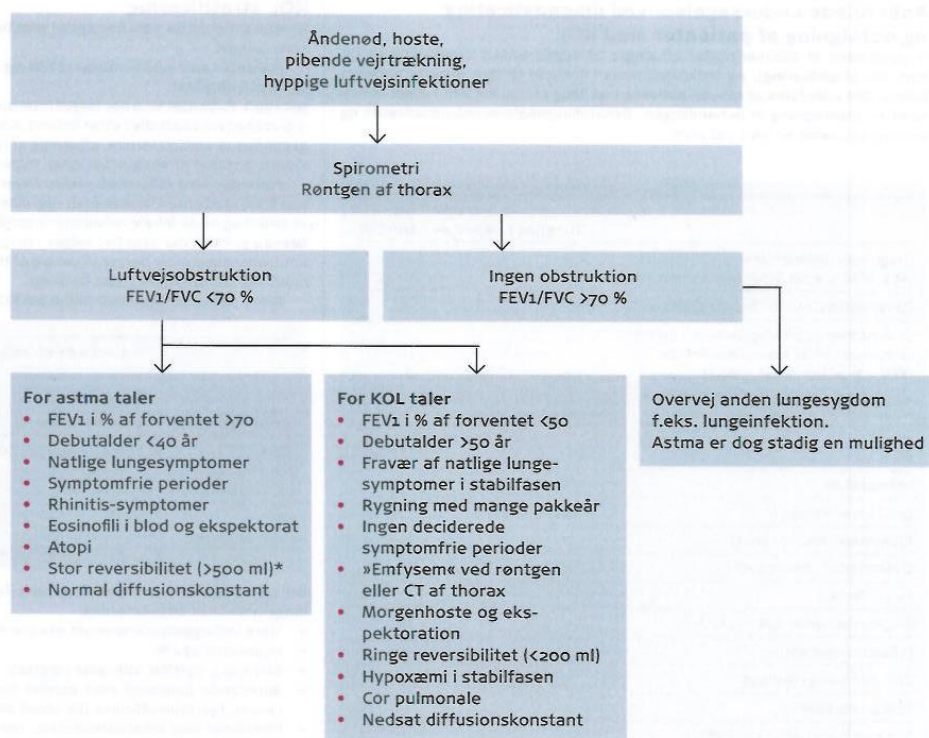 Åndenød, hoste,
pibende vejrtrækning,
hyppige luftvejsinfektioner
Spirometri
Røntgen af thorax
Luftvejsobstruktion
FEV1/FVC <70 %
Ingen obstruktion
FEV1/FVC >70 %
For astma taler
• FEV1 i % af forventet >70
• Debutalder <40 år
• Natlige lungesymptomer
• Symptomfrie perioder
• Rhinitis-symptomer
• Eosinofili i blod og ekspektorat
• Atopi
• Stor reversibilitet (>500 ml)*
• Normal diffusionskonstant
For KOL taler
• FEV1 i % af forventet <50
• Debutalder >50 år
• Fravær af natlige lunge-
symptomer i stabilfasen
• Rygning med mange pakkeår
• Ingen deciderede
symptomfrie perioder
• »Emfysem« ved røntgen
eller CT af thorax
• Morgenhoste og eks-
pektoration
• Ringe reversibilitet (<200 ml)
• Hypoxæmi i stabilfasen
• Cor pulmonale
• Nedsat diffusionskonstant
Overvej anden lungesygdom
f.eks. lungeinfektion.
Astma er dog stadig en mulighed